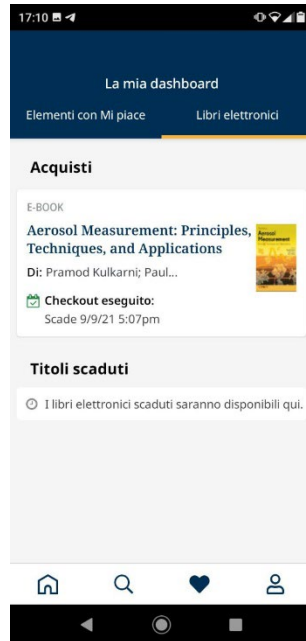 17:10
La mia dashboard
Elementi con Mi piace
Libri elettronici
Acquisti
E-BOOK
Aerosol Measurement: Principles,
Techniques, and Applications
Di: Pramod Kulkarni; Paul...
Aerosol
Measurement
Checkout eseguito:
Scade 9/9/21 5:07pm
Titoli scaduti
I libri elettronici scaduti saranno disponibili qui.